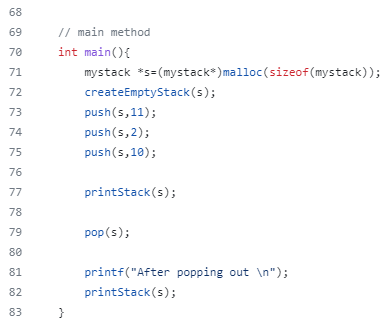 68
69 // main method
70 int main(){
71 mystack *s=(mystack*)malloc(sizeof(mystack));
72 createEmptyStack(s);
73 push(s,11);
74 push(s,2);
75 push(s,10);
76
77 printStack(s);
78
79 pop(s);
80
81 printf("After popping out \n");
82 printStack(s);
83 }